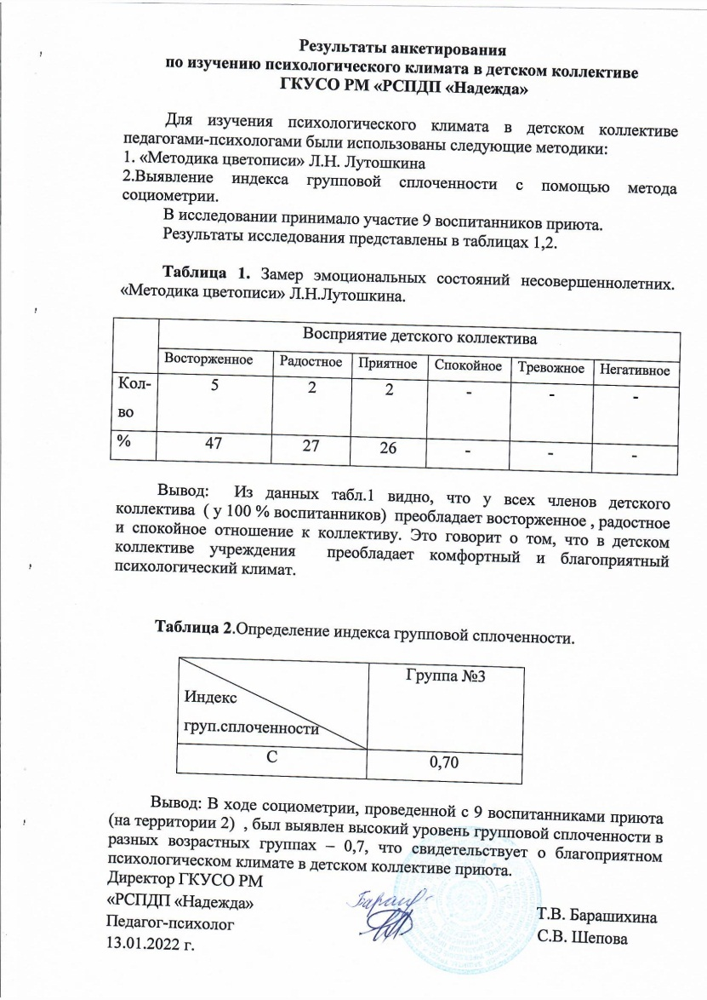 Результаты анкетирования
по изучению психологического климата в детском коллективе
ГКУСО РМ «РСПДП «Надежда»
Для изучения психологического климата в детском коллективе
педагогами-психологами были использованы следующие методики:
1. «Методика цветописи» Л.Н. Лутошкина
2.Выявление индекса групповой сплоченности с помощью метода
социометрии.
В исследовании принимало участие 9 воспитанников приюта.
Результаты исследования представлены в таблицах 1,2.
Таблица 1. Замер эмоциональных состояний несовершеннолетних.
«Методика цветописи» Л.Н.Лутошкина.
Восприятие детского коллектива
Восторженное Радостное Приятное Спокойное Тревожное Негативное
Кол-
во 5 2 2 - - -
% 47 27 26 - - -
Вывод: Из данных табл.1 видно, что у всех членов детского
коллектива ( у 100 % воспитанников) преобладает восторженное , радостное
и спокойное отношение к коллективу. Это говорит о том, что в детском
коллективе учреждения преобладает комфортный и благоприятный
психологический климат.
Таблица 2.Определение индекса групповой сплоченности.
Группа №3
Индекс
груп.сплоченности
С 0,70
Вывод: В ходе социометрии, проведенной с 9 воспитанниками приюта
(на территории 2) , был выявлен высокий уровень групповой сплоченности в
разных возрастных группах – 0,7, что свидетельствует о благоприятном
психологическом климате в детском коллективе приюта.
Директор ГКУСО РМ
«РСПДП «Надежда» Т.В. Барашихина
Педагог-психолог С.В. Шепова
13.01.2022 г.